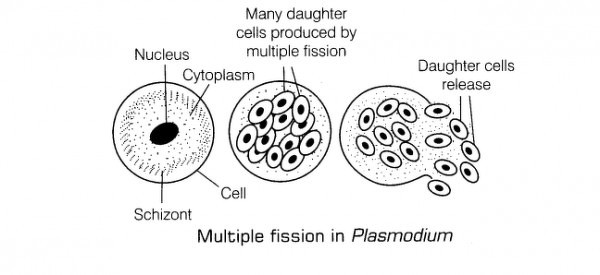 Many daughter
cells produced by
multiple fission
Nucleus
Cytoplasm
Daughter cells
release
Cell
Schizont
Multiple fission in Plasmodium